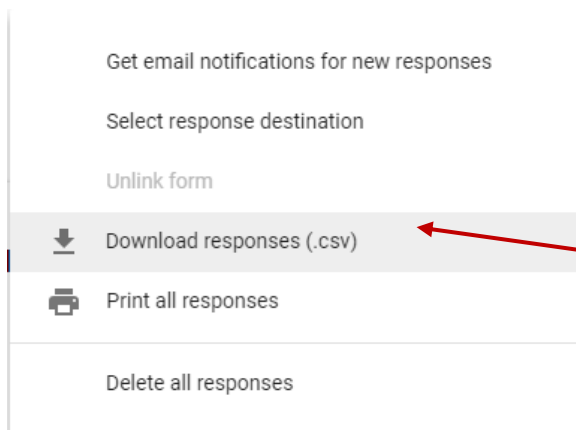 Get email notifications for new responses
Select response destination
Unlink form
Download responses (.csv)
Print all responses
Delete all responses